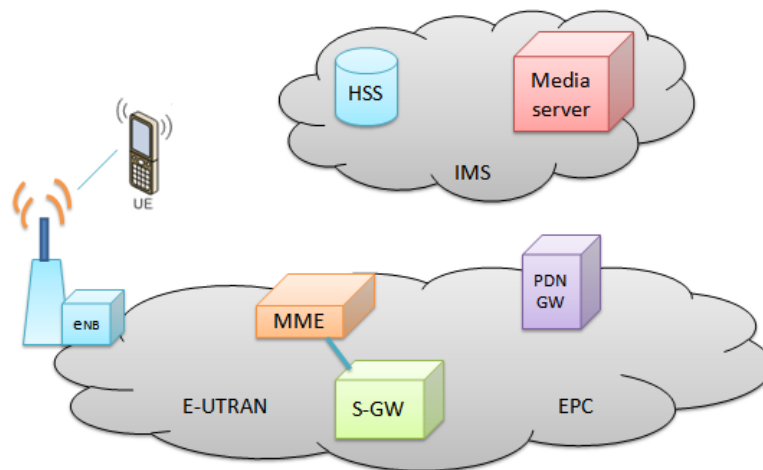 HSS
Media
server
IMS
UE
eNB
MME
PDN
GW
E-UTRAN
S-GW
EPC